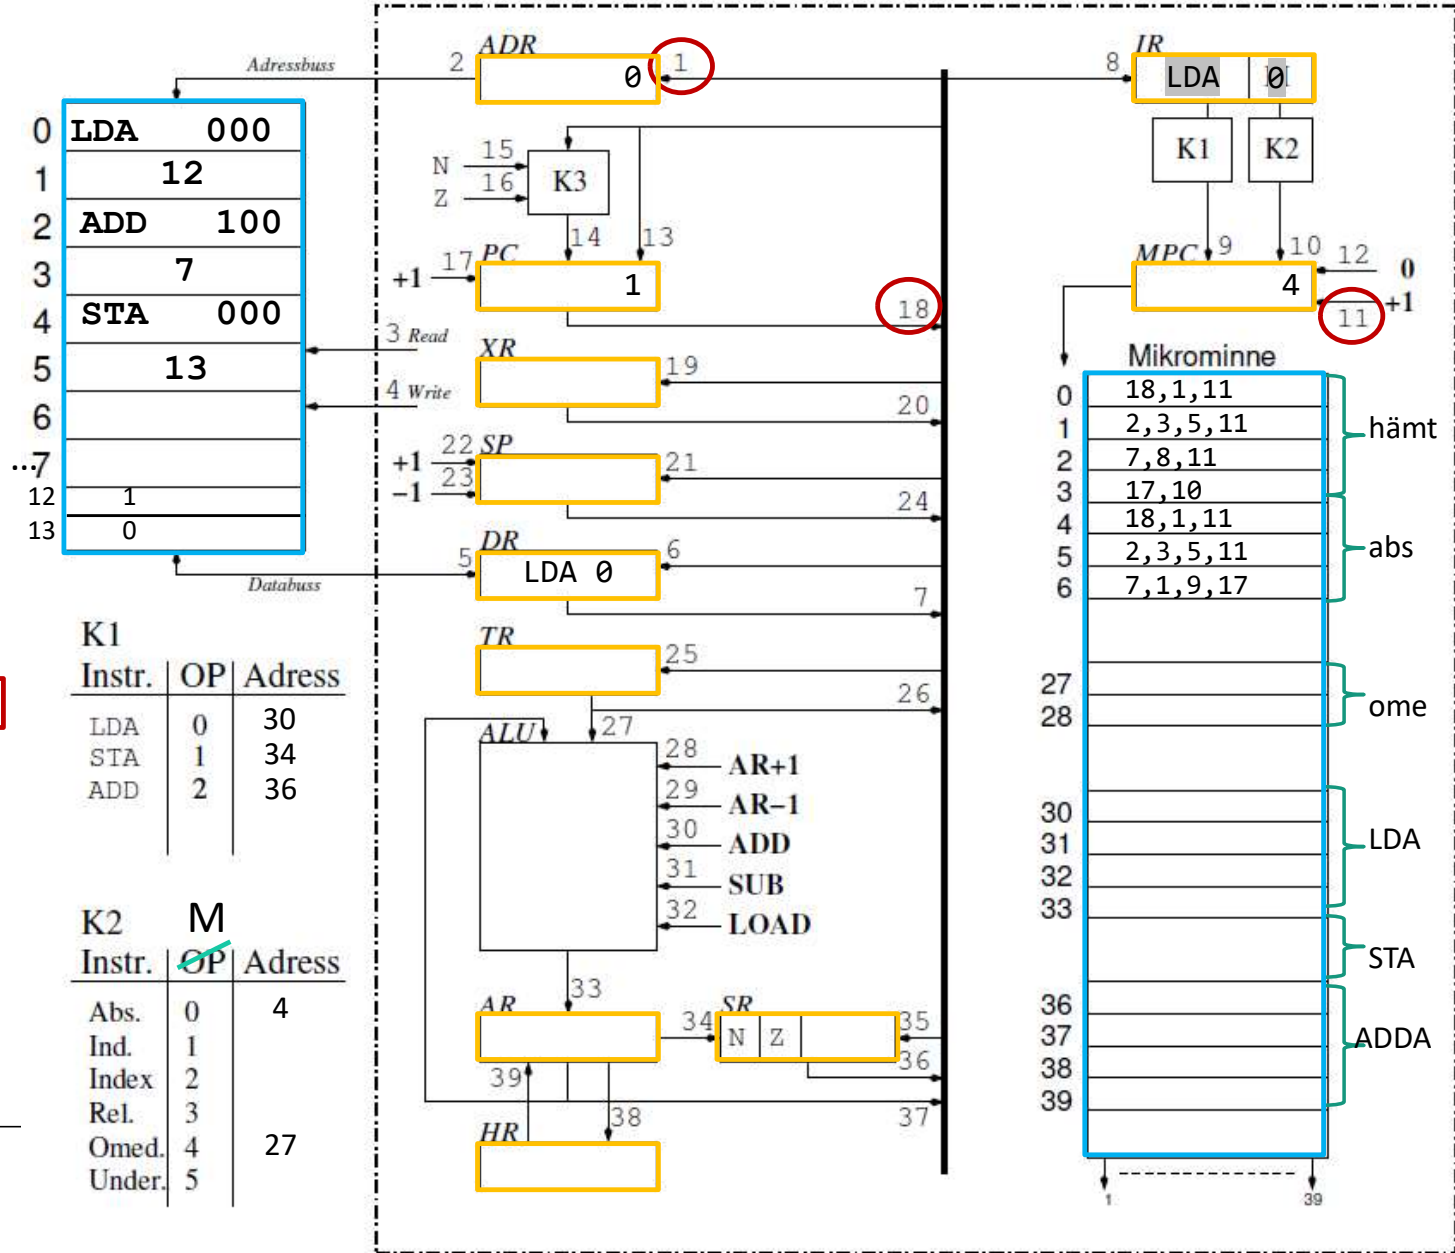 Adressbuss
0 LDA 000
1 12
2 ADD 100
3 7
4 STA 000
5 13
6
...7
12 1
13 0
Databuss
K1
Instr. OP Adress
LDA 0 30
STA 1 34
ADD 2 36
K2 M
Instr. OP Adress
Abs. 0 4
Ind. 1
Index 2
Rel. 3
Omed. 4 27
Under. 5
2 ADR 1
0
N 15
Z 16
K3
14 13
+1 17 PC
1
18
3 Read
XR 19
20
4 Write
+1 22 SP 21
−1 23
24
5 DR 6
LDA 0
7
TR 25
26
ALU 27
28 AR+1
29 AR−1
30 ADD
31 SUB
32 LOAD
33
AR 34 SR 35
N Z
36
39
38 37
HR
8 IR
LDA 0
K1 K2
9 10
MPC 12 0
4
11 +1
Mikrominne
0 18,1,11
1 2,3,5,11
2 7,8,11
3 17,10
hämt
4 18,1,11
5 2,3,5,11
6 7,1,9,17
abs
27
28
ome
30
31
32
33
LDA
STA
36
37
38
39
ADDA
1 39